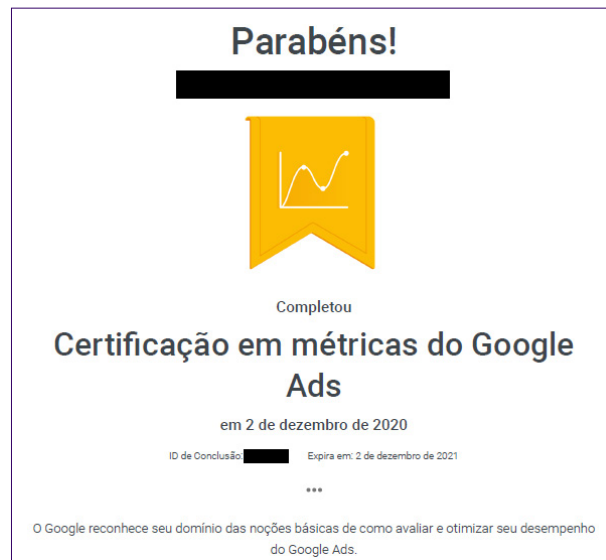 Parabéns!
Completou
Certificação em métricas do Google
Ads
em 2 de dezembro de 2020
ID de Conclusão: Expira em: 2 de dezembro de 2021
•••
O Google reconhece seu domínio das noções básicas de como avaliar e otimizar seu desempenho
do Google Ads.